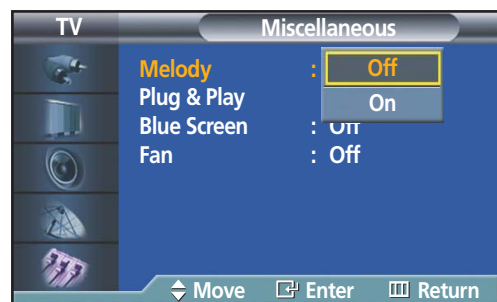 TV Miscellaneous
Melody : Off
Plug & Play On
Blue Screen : Off
Fan : Off
Move Enter Return